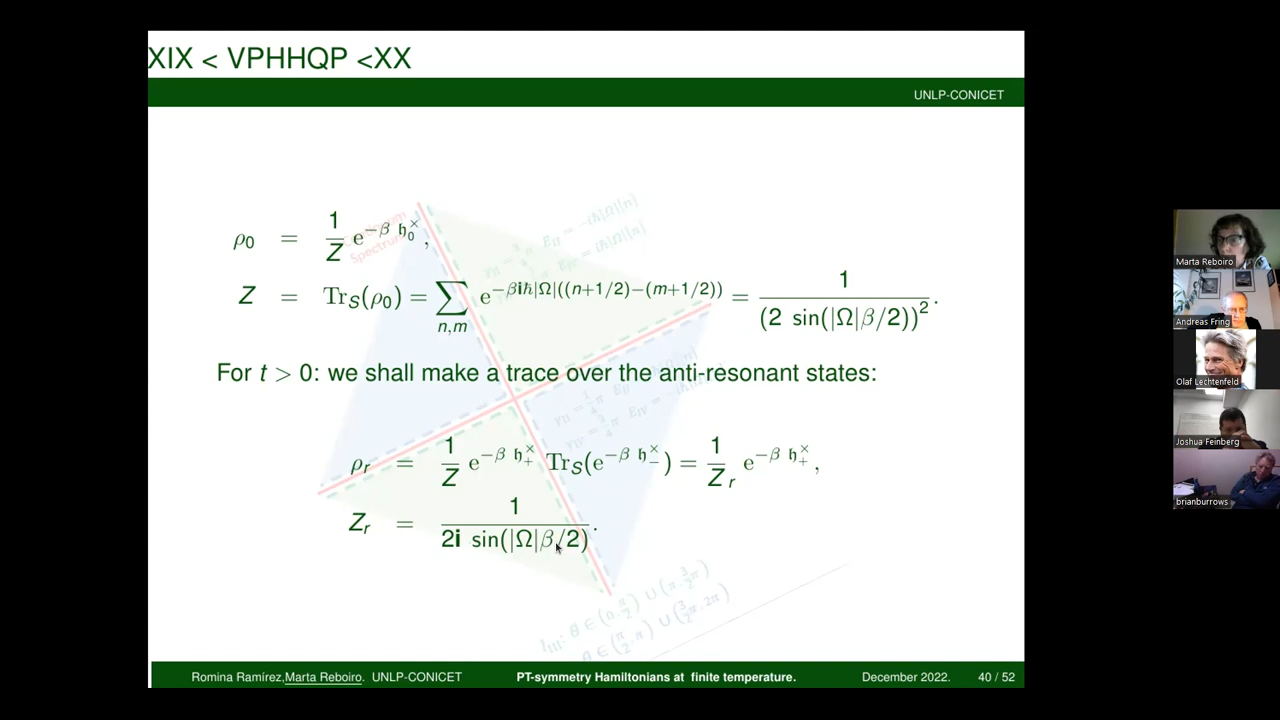 XIX < VPHHQP <XX
UNLP-CONICET
ρ₀ = 1/Z e^{−β 𝔥₀^×},
Z = Tr_S(ρ₀) = ∑_{n,m} e^{−βiℏ|Ω|((n+1/2)−(m+1/2))} = 1/(2 sin(|Ω|β/2))².
For t > 0: we shall make a trace over the anti-resonant states:
ρ_r = 1/Z e^{−β 𝔥₊^×} Tr_S(e^{−β 𝔥₋^×}) = 1/Z_r e^{−β 𝔥₊^×},
Z_r = 1/(2i sin(|Ω|β/2)).
Romina Ramírez,Marta Reboiro. UNLP-CONICET PT-symmetry Hamiltonians at finite temperature. December 2022. 40 / 52
Marta Reboiro
Andreas Fring
Olaf Lechtenfeld
Joshua Feinberg
brianburrows